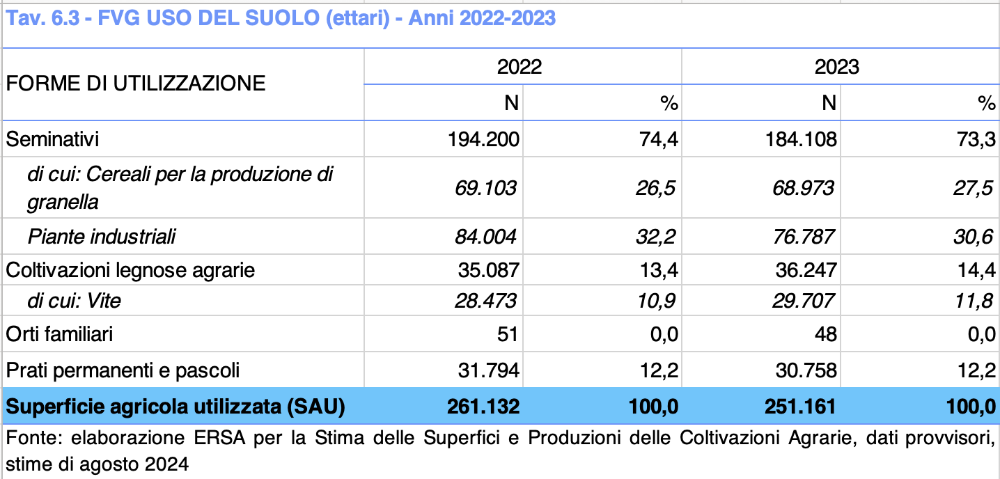 Tav. 6.3 - FVG USO DEL SUOLO (ettari) - Anni 2022-2023
FORME DI UTILIZZAZIONE 2022 2023
N % N %
Seminativi 194.200 74,4 184.108 73,3
di cui: Cereali per la produzione di
granella 69.103 26,5 68.973 27,5
Piante industriali 84.004 32,2 76.787 30,6
Coltivazioni legnose agrarie 35.087 13,4 36.247 14,4
di cui: Vite 28.473 10,9 29.707 11,8
Orti familiari 51 0,0 48 0,0
Prati permanenti e pascoli 31.794 12,2 30.758 12,2
Superficie agricola utilizzata (SAU) 261.132 100,0 251.161 100,0
Fonte: elaborazione ERSA per la Stima delle Superfici e Produzioni delle Coltivazioni Agrarie, dati provvisori,
stime di agosto 2024